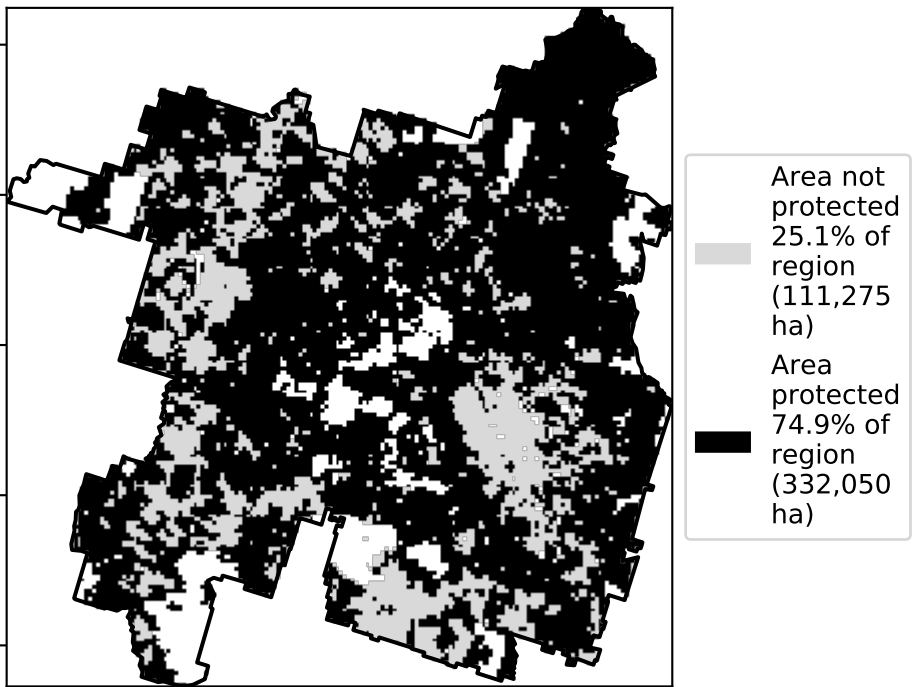 Area not
protected
25.1% of
region
(111,275
ha)
Area
protected
74.9% of
region
(332,050
ha)